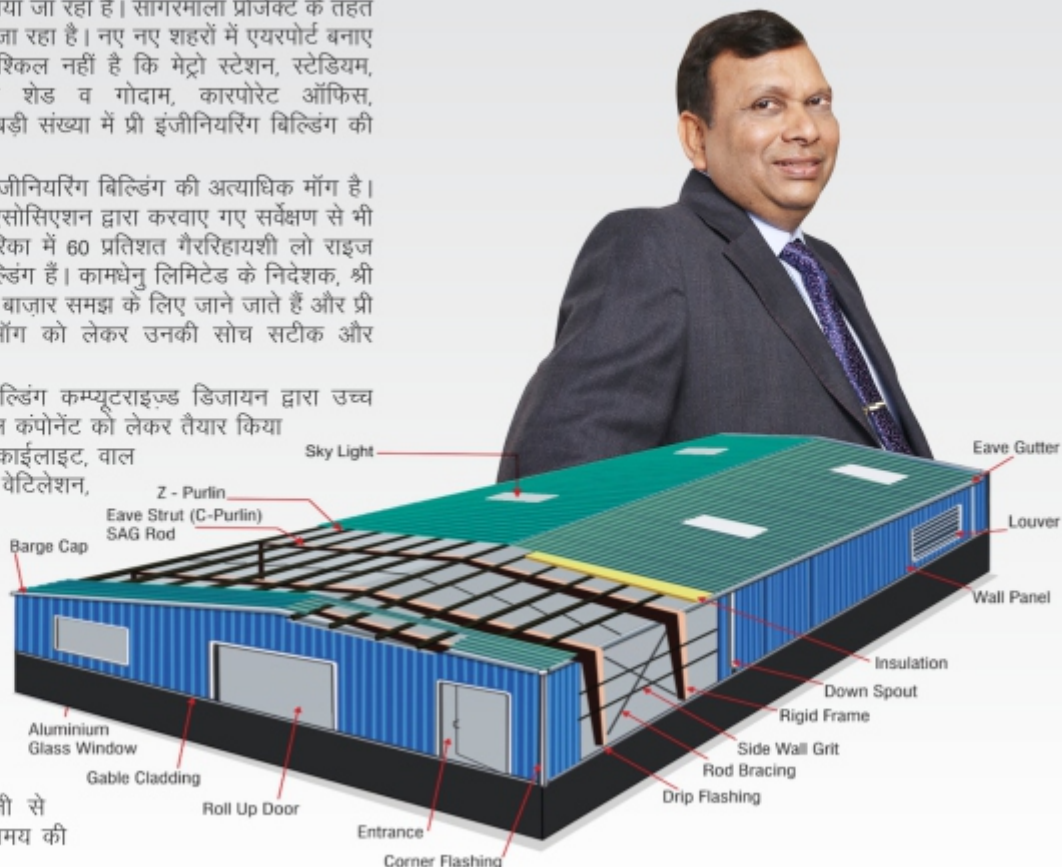 या जा रहा है। सागरमाला प्रोजेक्ट के तहत
जा रहा है। नए नए शहरों में एयरपोर्ट बनाए
श्किल नहीं है कि मेट्रो स्टेशन, स्टेडियम,
शेड व गोदाम, कारपोरेट ऑफिस,
बड़ी संख्या में प्री इंजीनियरिंग बिल्डिंग की
जीनियरिंग बिल्डिंग की अत्याधिक मॉग है।
एसोसिएशन द्वारा करवाए गए सर्वेक्षण से भी
रिका में 60 प्रतिशत गैररिहायशी लो राइज
ल्डिंग हैं। कामधेनु लिमिटेड के निदेशक, श्री
बाज़ार समझ के लिए जाने जाते हैं और प्री
मॉग को लेकर उनकी सोच सटीक और
ल्डिंग कम्प्यूटराइज़्ड डिजायन द्वारा उच्च
न कंपोनेंट को लेकर तैयार किया
काईलाइट, वाल
वेटिलेशन,
Sky Light
Eave Gutter
Z - Purlin
Eave Strut (C-Purlin)
SAG Rod
Louver
Barge Cap
Wall Panel
Insulation
Down Spout
Rigid Frame
Aluminium
Glass Window
Side Wall Grit
Rod Bracing
Gable Cladding
Drip Flashing
Roll Up Door
Entrance
Corner Flashing
से
मय की